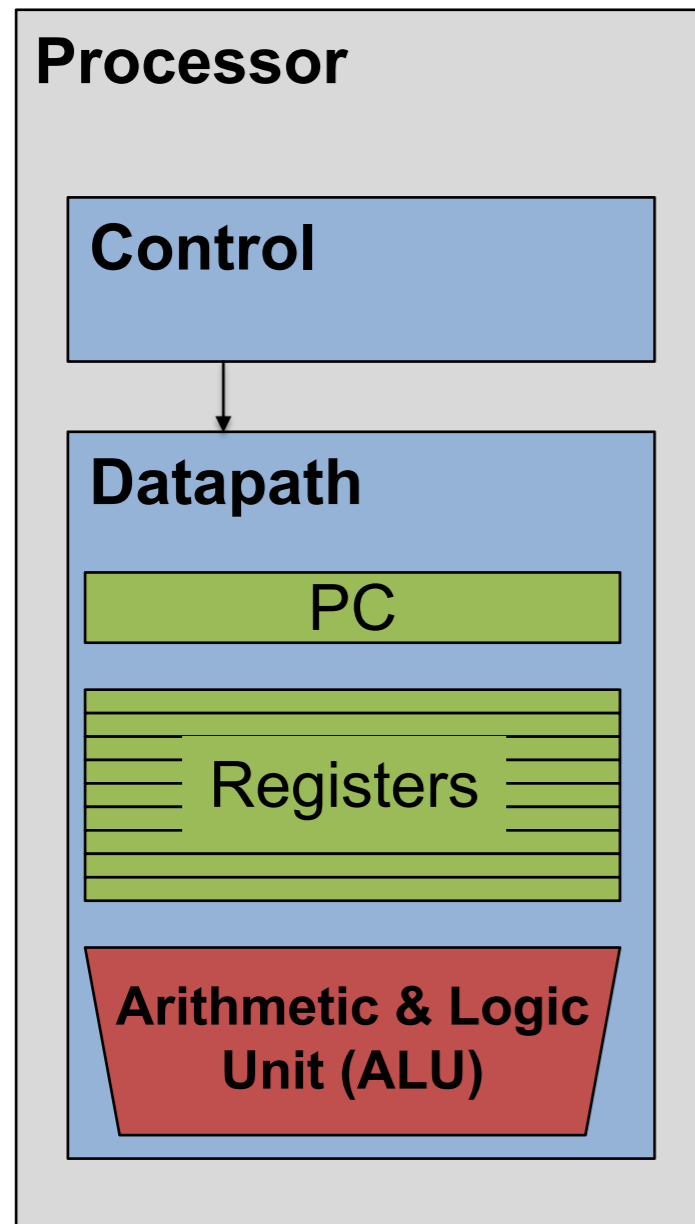 Processor
Control
Datapath
PC
Registers
Arithmetic & Logic
Unit (ALU)